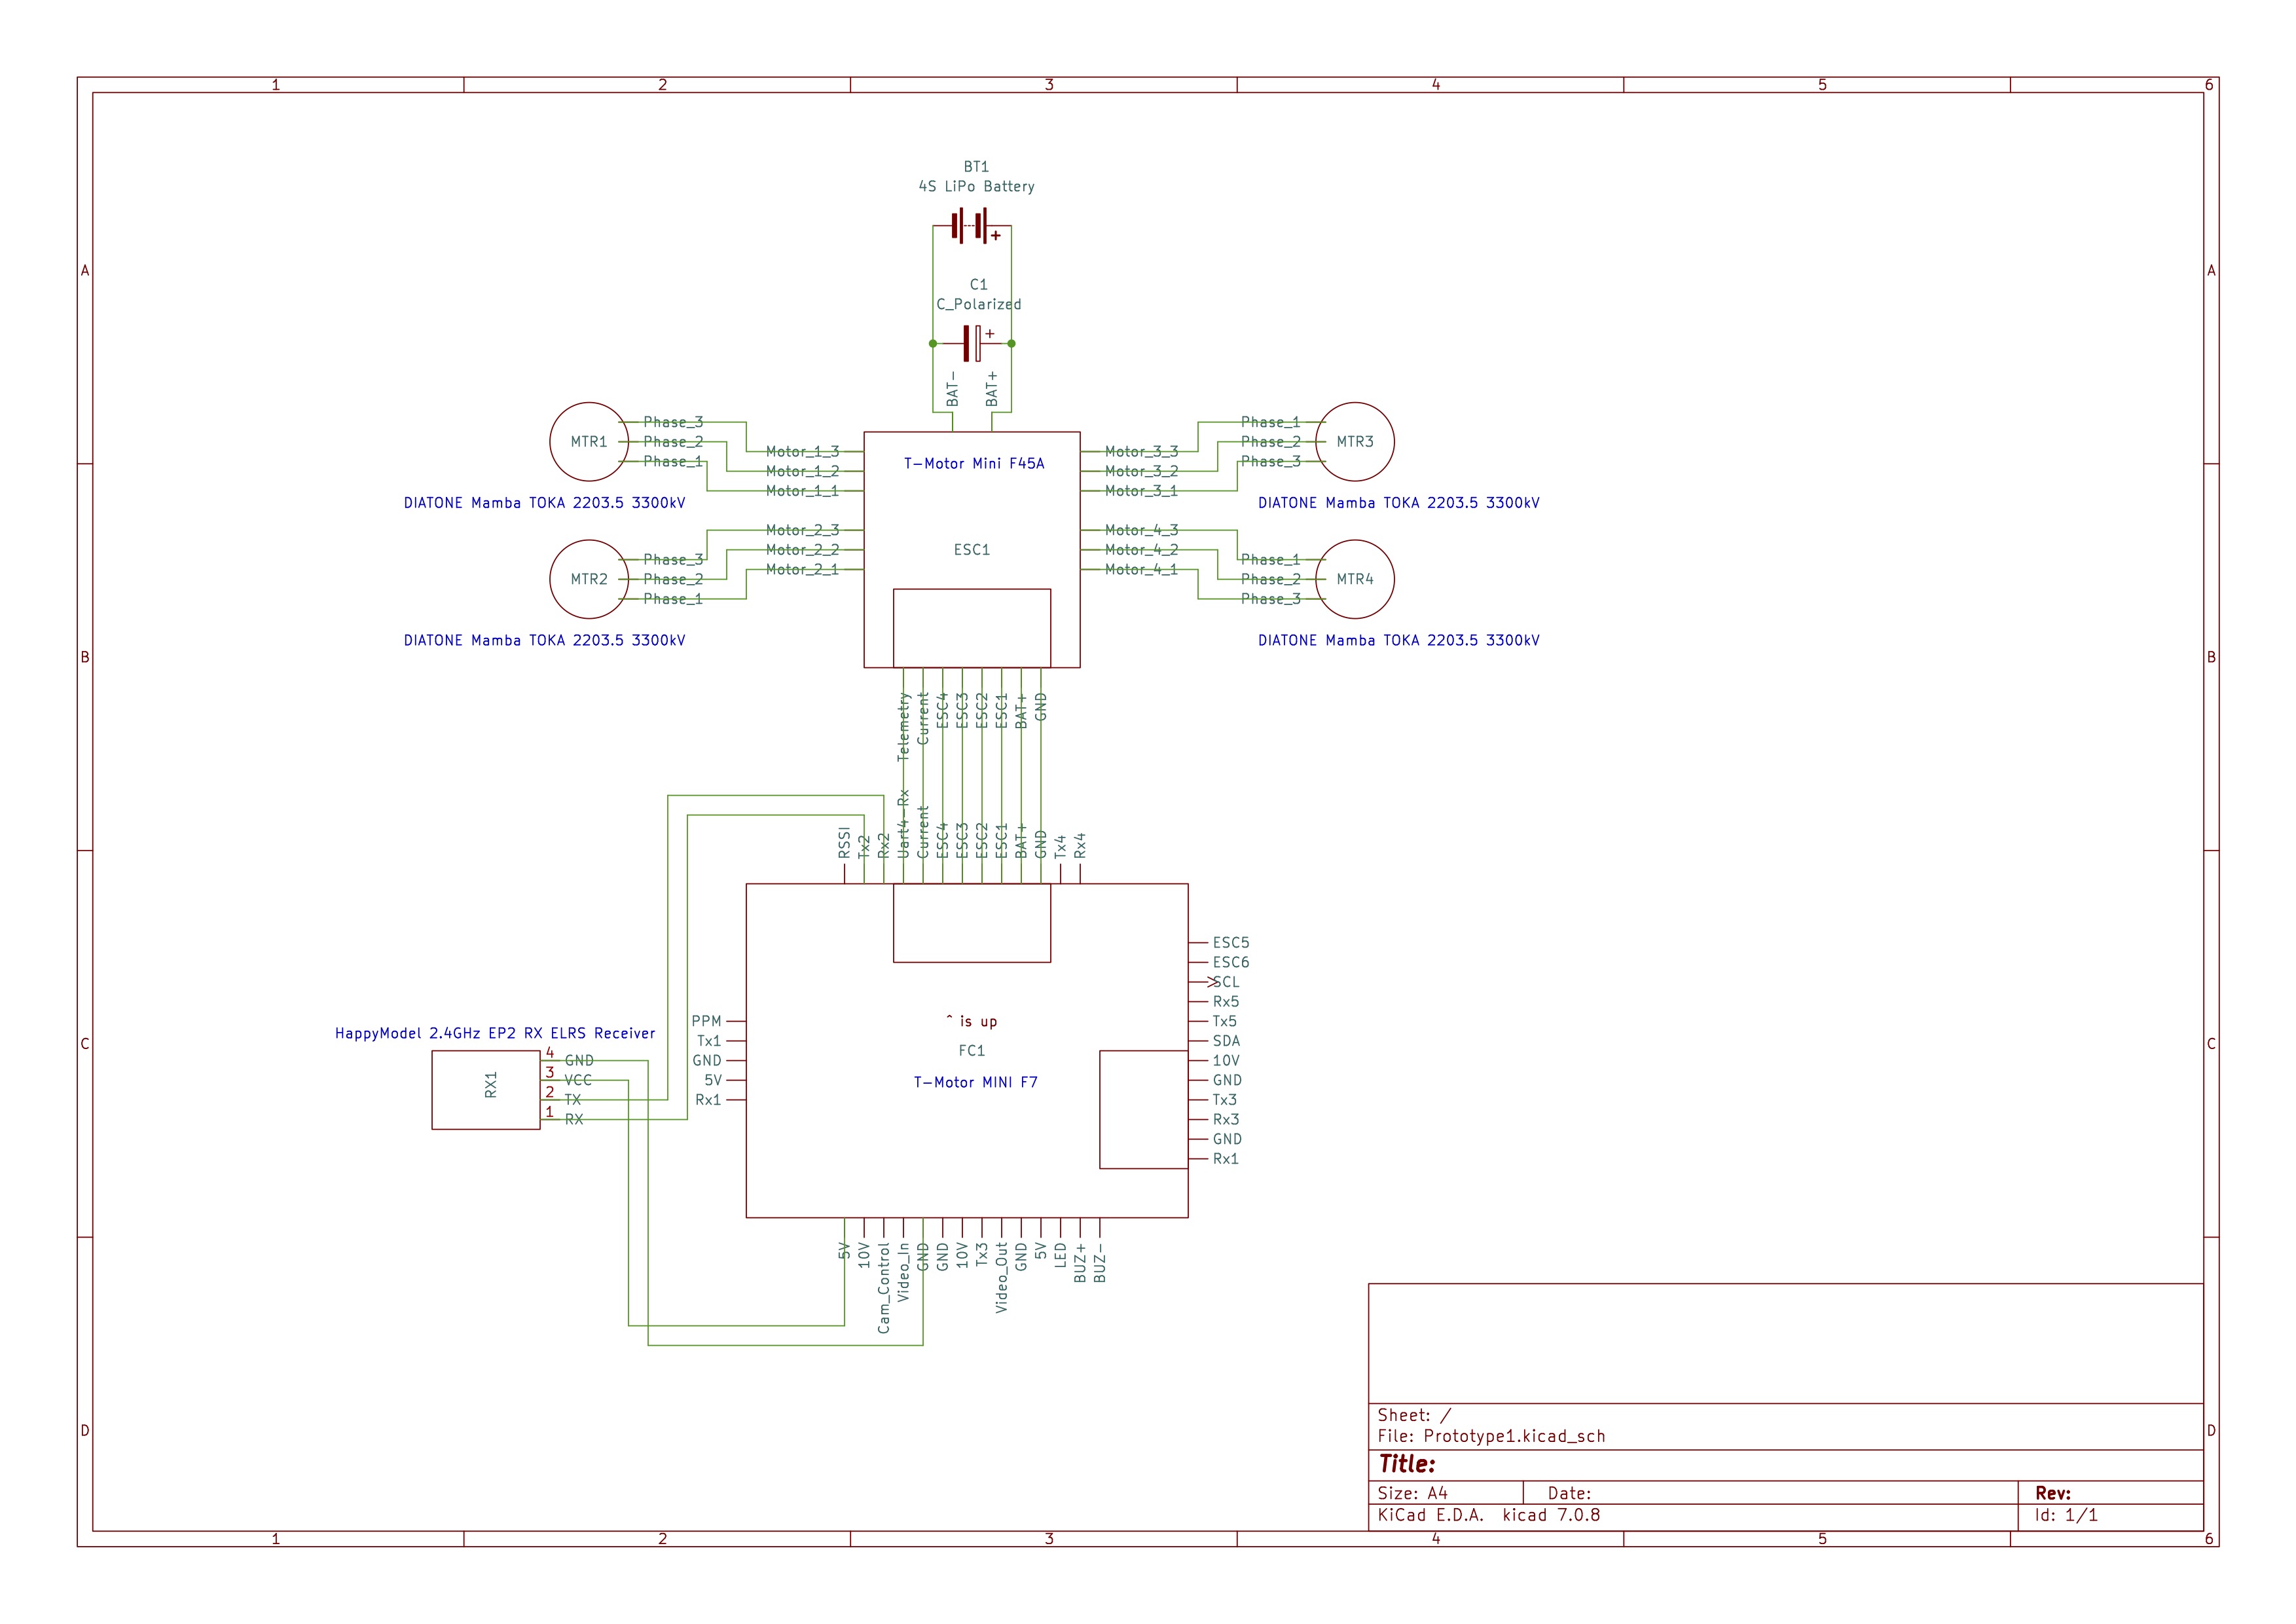 1 2 3 4 5 6
BT1
4S LiPo Battery
+
A A
C1
C_Polarized
+
BAT-
BAT+
Phase_3 Phase_1
MTR1 Phase_2 Phase_2 MTR3
Phase_1 Phase_3
Motor_1_3 Motor_3_3
T-Motor Mini F45A
Motor_1_2 Motor_3_2
Motor_1_1 Motor_3_1
DIATONE Mamba TOKA 2203.5 3300kV DIATONE Mamba TOKA 2203.5 3300kV
Motor_2_3 Motor_4_3
Motor_2_2 ESC1 Motor_4_2
Motor_2_1 Motor_4_1
Phase_3 Phase_1
MTR2 Phase_2 Phase_2 MTR4
Phase_1 Phase_3
DIATONE Mamba TOKA 2203.5 3300kV DIATONE Mamba TOKA 2203.5 3300kV
B B
Telemetry
Current
ESC4
ESC3
ESC2
ESC1
BAT+
GND
RSSI
Tx2
Rx2
Uart4-Rx
Current
ESC4
ESC3
ESC2
ESC1
BAT+
GND
Tx4
Rx4
ESC5
ESC6
SCL
Rx5
Tx5
SDA
10V
GND
Tx3
Rx3
GND
Rx1
^ is up
FC1
T-Motor MINI F7
PPM
Tx1
GND
5V
Rx1
C C
HappyModel 2.4GHz EP2 RX ELRS Receiver
RX1
4 GND
3 VCC
2 TX
1 RX
5V
10V
Cam_Control
Video_In
GND
GND
10V
Tx3
Video_Out
GND
5V
LED
BUZ+
BUZ-
D D
Sheet: /
File: Prototype1.kicad_sch
Title:
Size: A4 Date: Rev:
KiCad E.D.A. kicad 7.0.8 Id: 1/1
1 2 3 4 5 6